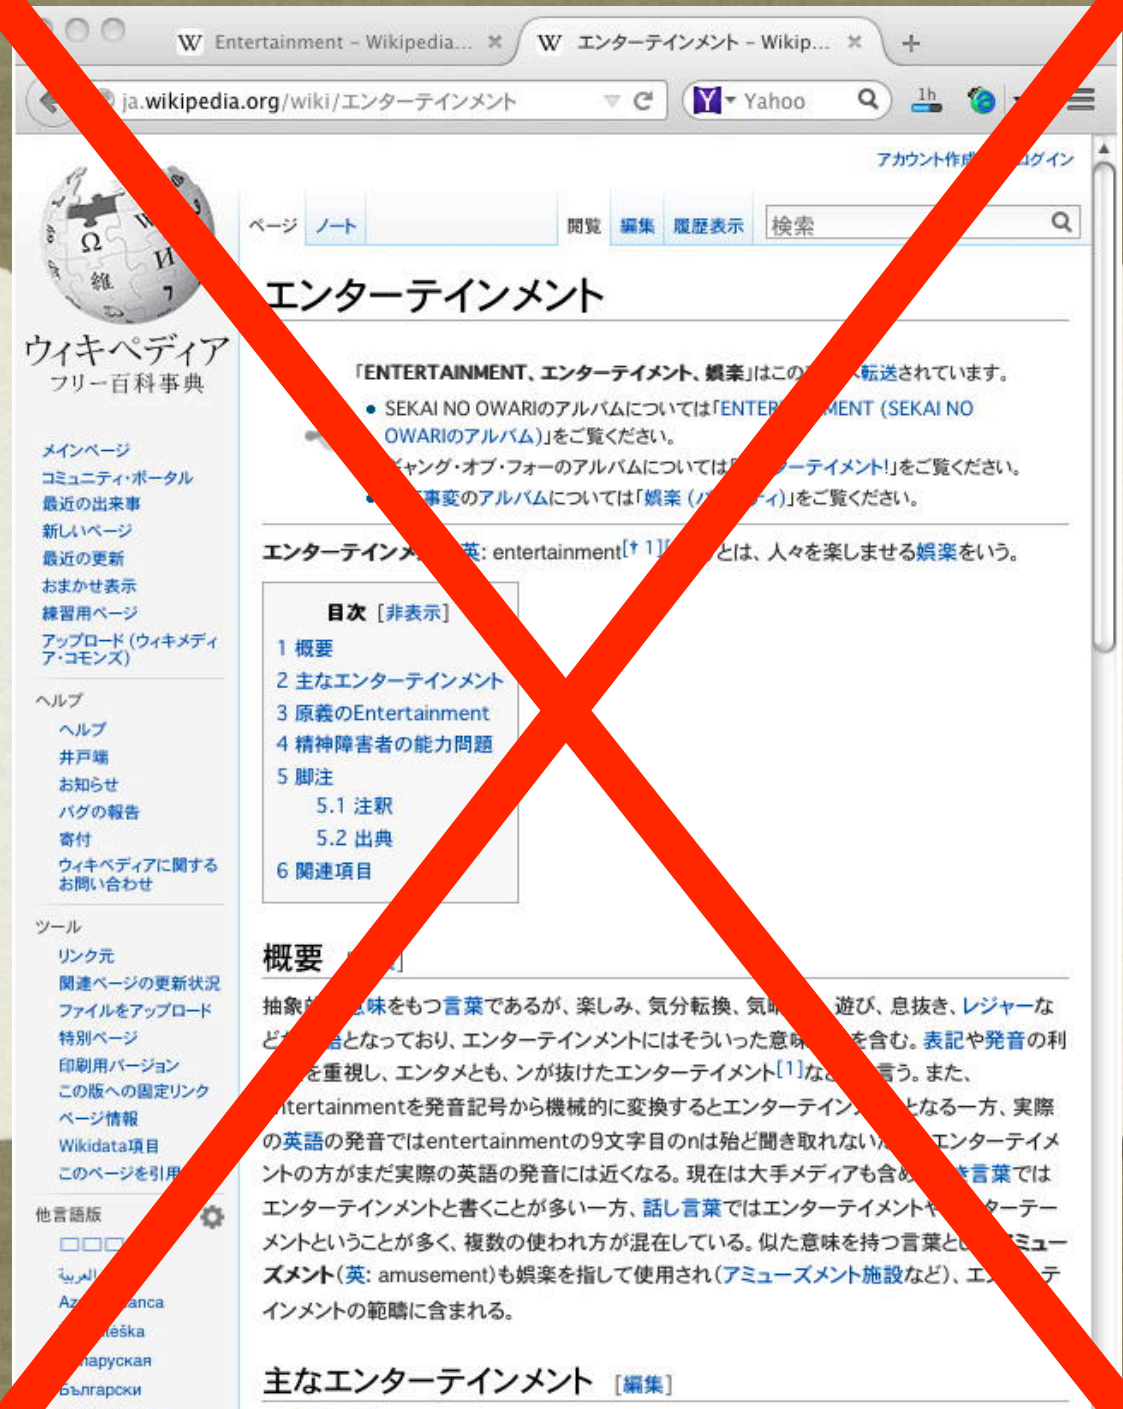 Entertainment – Wikipedia...
エンターテインメント – Wikip...
ja.wikipedia.org/wiki/エンターテインメント
Yahoo
1h
アカウント作成
ログイン
ページ ノート 閲覧 編集 履歴表示 検索
ウィキペディア
フリー百科事典
メインページ
コミュニティ・ポータル
最近の出来事
新しいページ
最近の更新
おまかせ表示
練習用ページ
アップロード (ウィキメディ
ア・コモンズ)
ヘルプ
ヘルプ
井戸端
お知らせ
バグの報告
寄付
ウィキペディアに関する
お問い合わせ
ツール
リンク元
関連ページの更新状況
ファイルをアップロード
特別ページ
印刷用バージョン
この版への固定リンク
ページ情報
Wikidata項目
このページを引用
他言語版
العربية
Български
エンターテインメント
「ENTERTAINMENT、エンターテイメント、娯楽」はこの 転送されています。
SEKAI NO OWARIのアルバムについては「ENTER MENT (SEKAI NO
OWARIのアルバム)」をご覧ください。
ギャング・オブ・フォーのアルバムについては ーテイメント!」をご覧ください。
事変のアルバムについては「娯楽 ( ィ)」をご覧ください。
エンターテインメ 英: entertainment[† 1] とは、人々を楽しませる娯楽をいう。
目次 [非表示]
1 概要
2 主なエンターテインメント
3 原義のEntertainment
4 精神障害者の能力問題
5 脚注
5.1 注釈
5.2 出典
6 関連項目
概要
抽象 意味をもつ言葉であるが、楽しみ、気分転換、気 遊び、息抜き、レジャーな
ど 語となっており、エンターテインメントにはそういった意味 を含む。表記や発音の利
を重視し、エンタメとも、ンが抜けたエンターテイメント[1]な 言う。また、
ntertainmentを発音記号から機械的に変換するとエンターテイン となる一方、実際
の英語の発音ではentertainmentの9文字目のnは殆ど聞き取れない エンターテイメ
ントの方がまだ実際の英語の発音には近くなる。現在は大手メディアも含め き言葉では
エンターテインメントと書くことが多い一方、話し言葉ではエンターテイメントや ターテー
メントということが多く、複数の使われ方が混在している。似た意味を持つ言葉と ミュー
ズメント(英: amusement)も娯楽を指して使用され(アミューズメント施設など)、エン テ
インメントの範疇に含まれる。
主なエンターテインメント [編集]